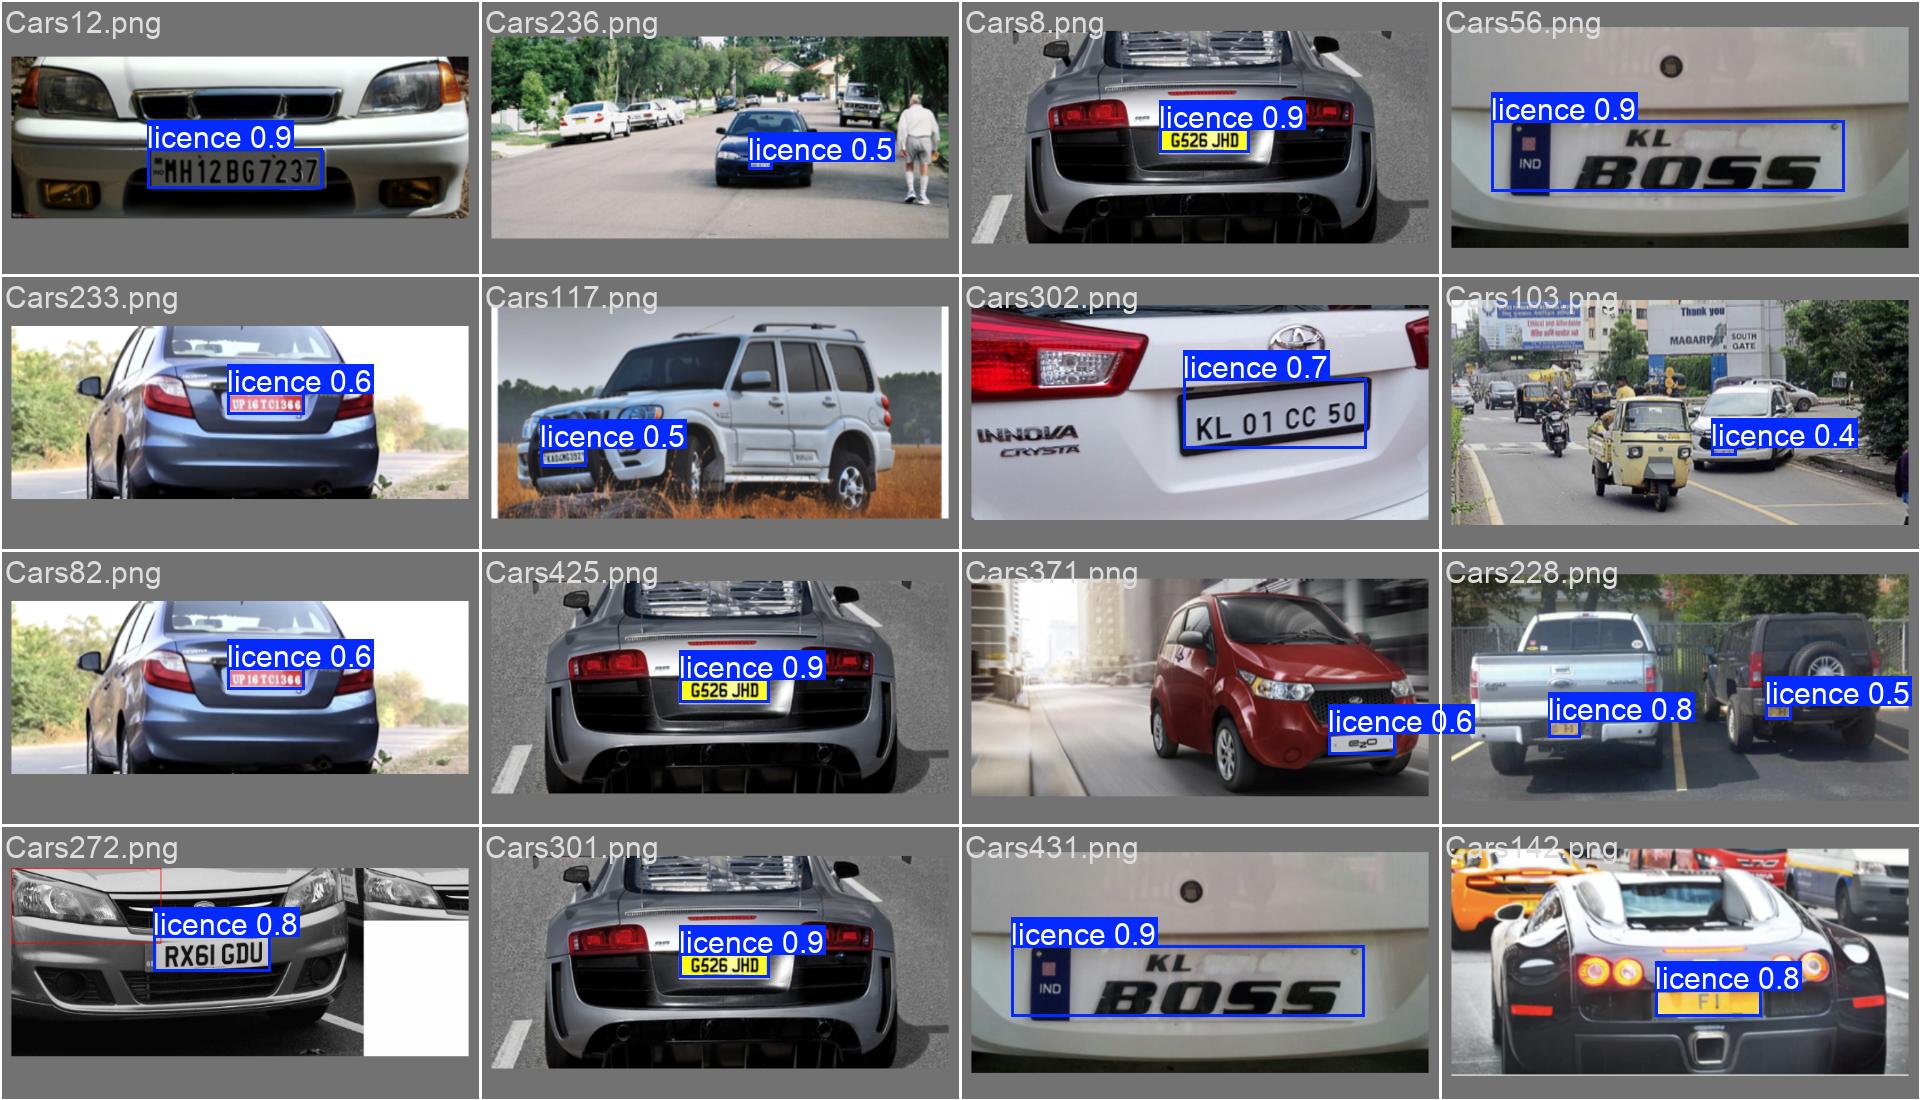 Cars12.png
licence 0.9
IND
MH12BG7237
Cars236.png
licence 0.5
Cars8.png
licence 0.9
G526 JHD
Cars56.png
licence 0.9
KL
IND
BOSS
Cars233.png
licence 0.6
UP16TC1366
Cars117.png
licence 0.5
Cars302.png
licence 0.7
KL 01 CC 50
INNOVA
CRYSTA
Cars103.png
Thank you
MAGARPAT
SOUTH
GATE
licence 0.4
Cars82.png
licence 0.6
UP16TC1366
Cars425.png
licence 0.9
G526 JHD
Cars371.png
licence 0.6
e2o
Cars228.png
licence 0.8
licence 0.5
Cars272.png
licence 0.8
RX61 GDU
Cars301.png
licence 0.9
G526 JHD
Cars431.png
licence 0.9
KL
IND
BOSS
Cars142.png
licence 0.8
F1